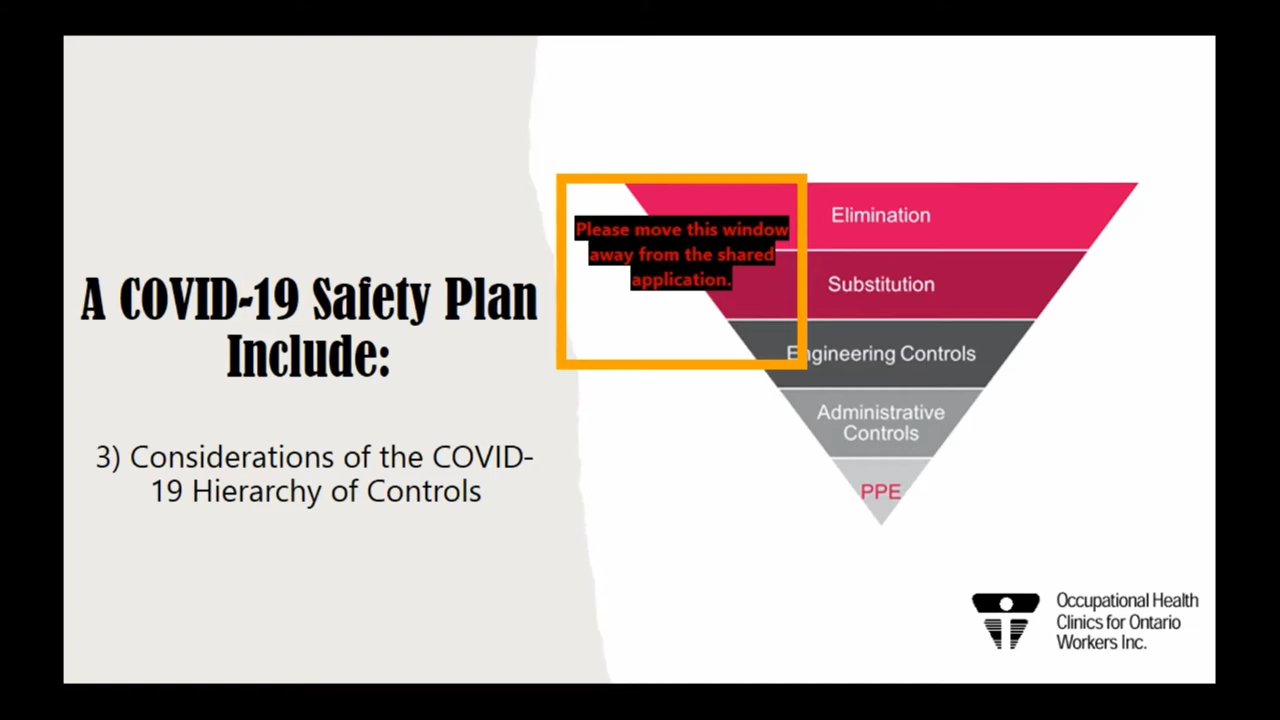 A COVID-19 Safety Plan
Include:
3) Considerations of the COVID-
19 Hierarchy of Controls
Please move this window
away from the shared
application.
Elimination
Substitution
Engineering Controls
Administrative
Controls
PPE
Occupational Health
Clinics for Ontario
Workers Inc.